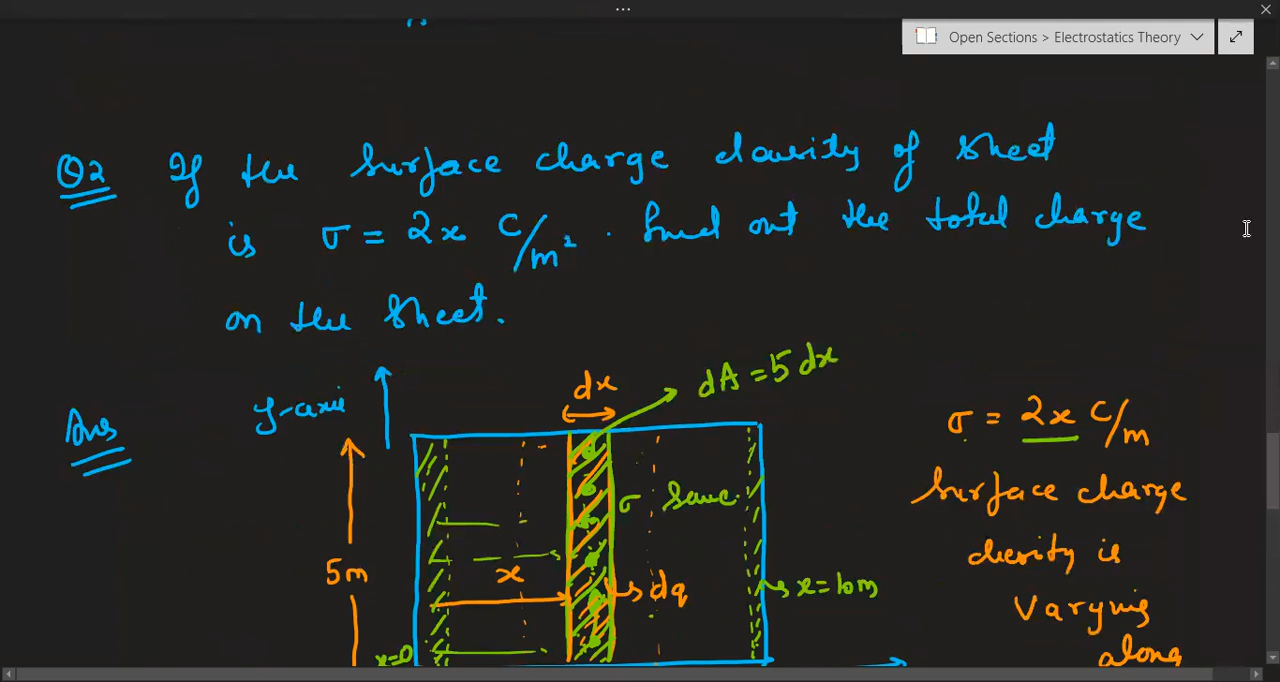 Open Sections > Electrostatics Theory
Q2 If the surface charge density of sheet
is σ = 2x C/m². Find out the total charge
on the sheet.
dx
dA = 5 dx
Ans
y-axis
σ = 2x C/m
σ same
surface charge
density is
5m
x
dq
x=10m
varying
x=0
along